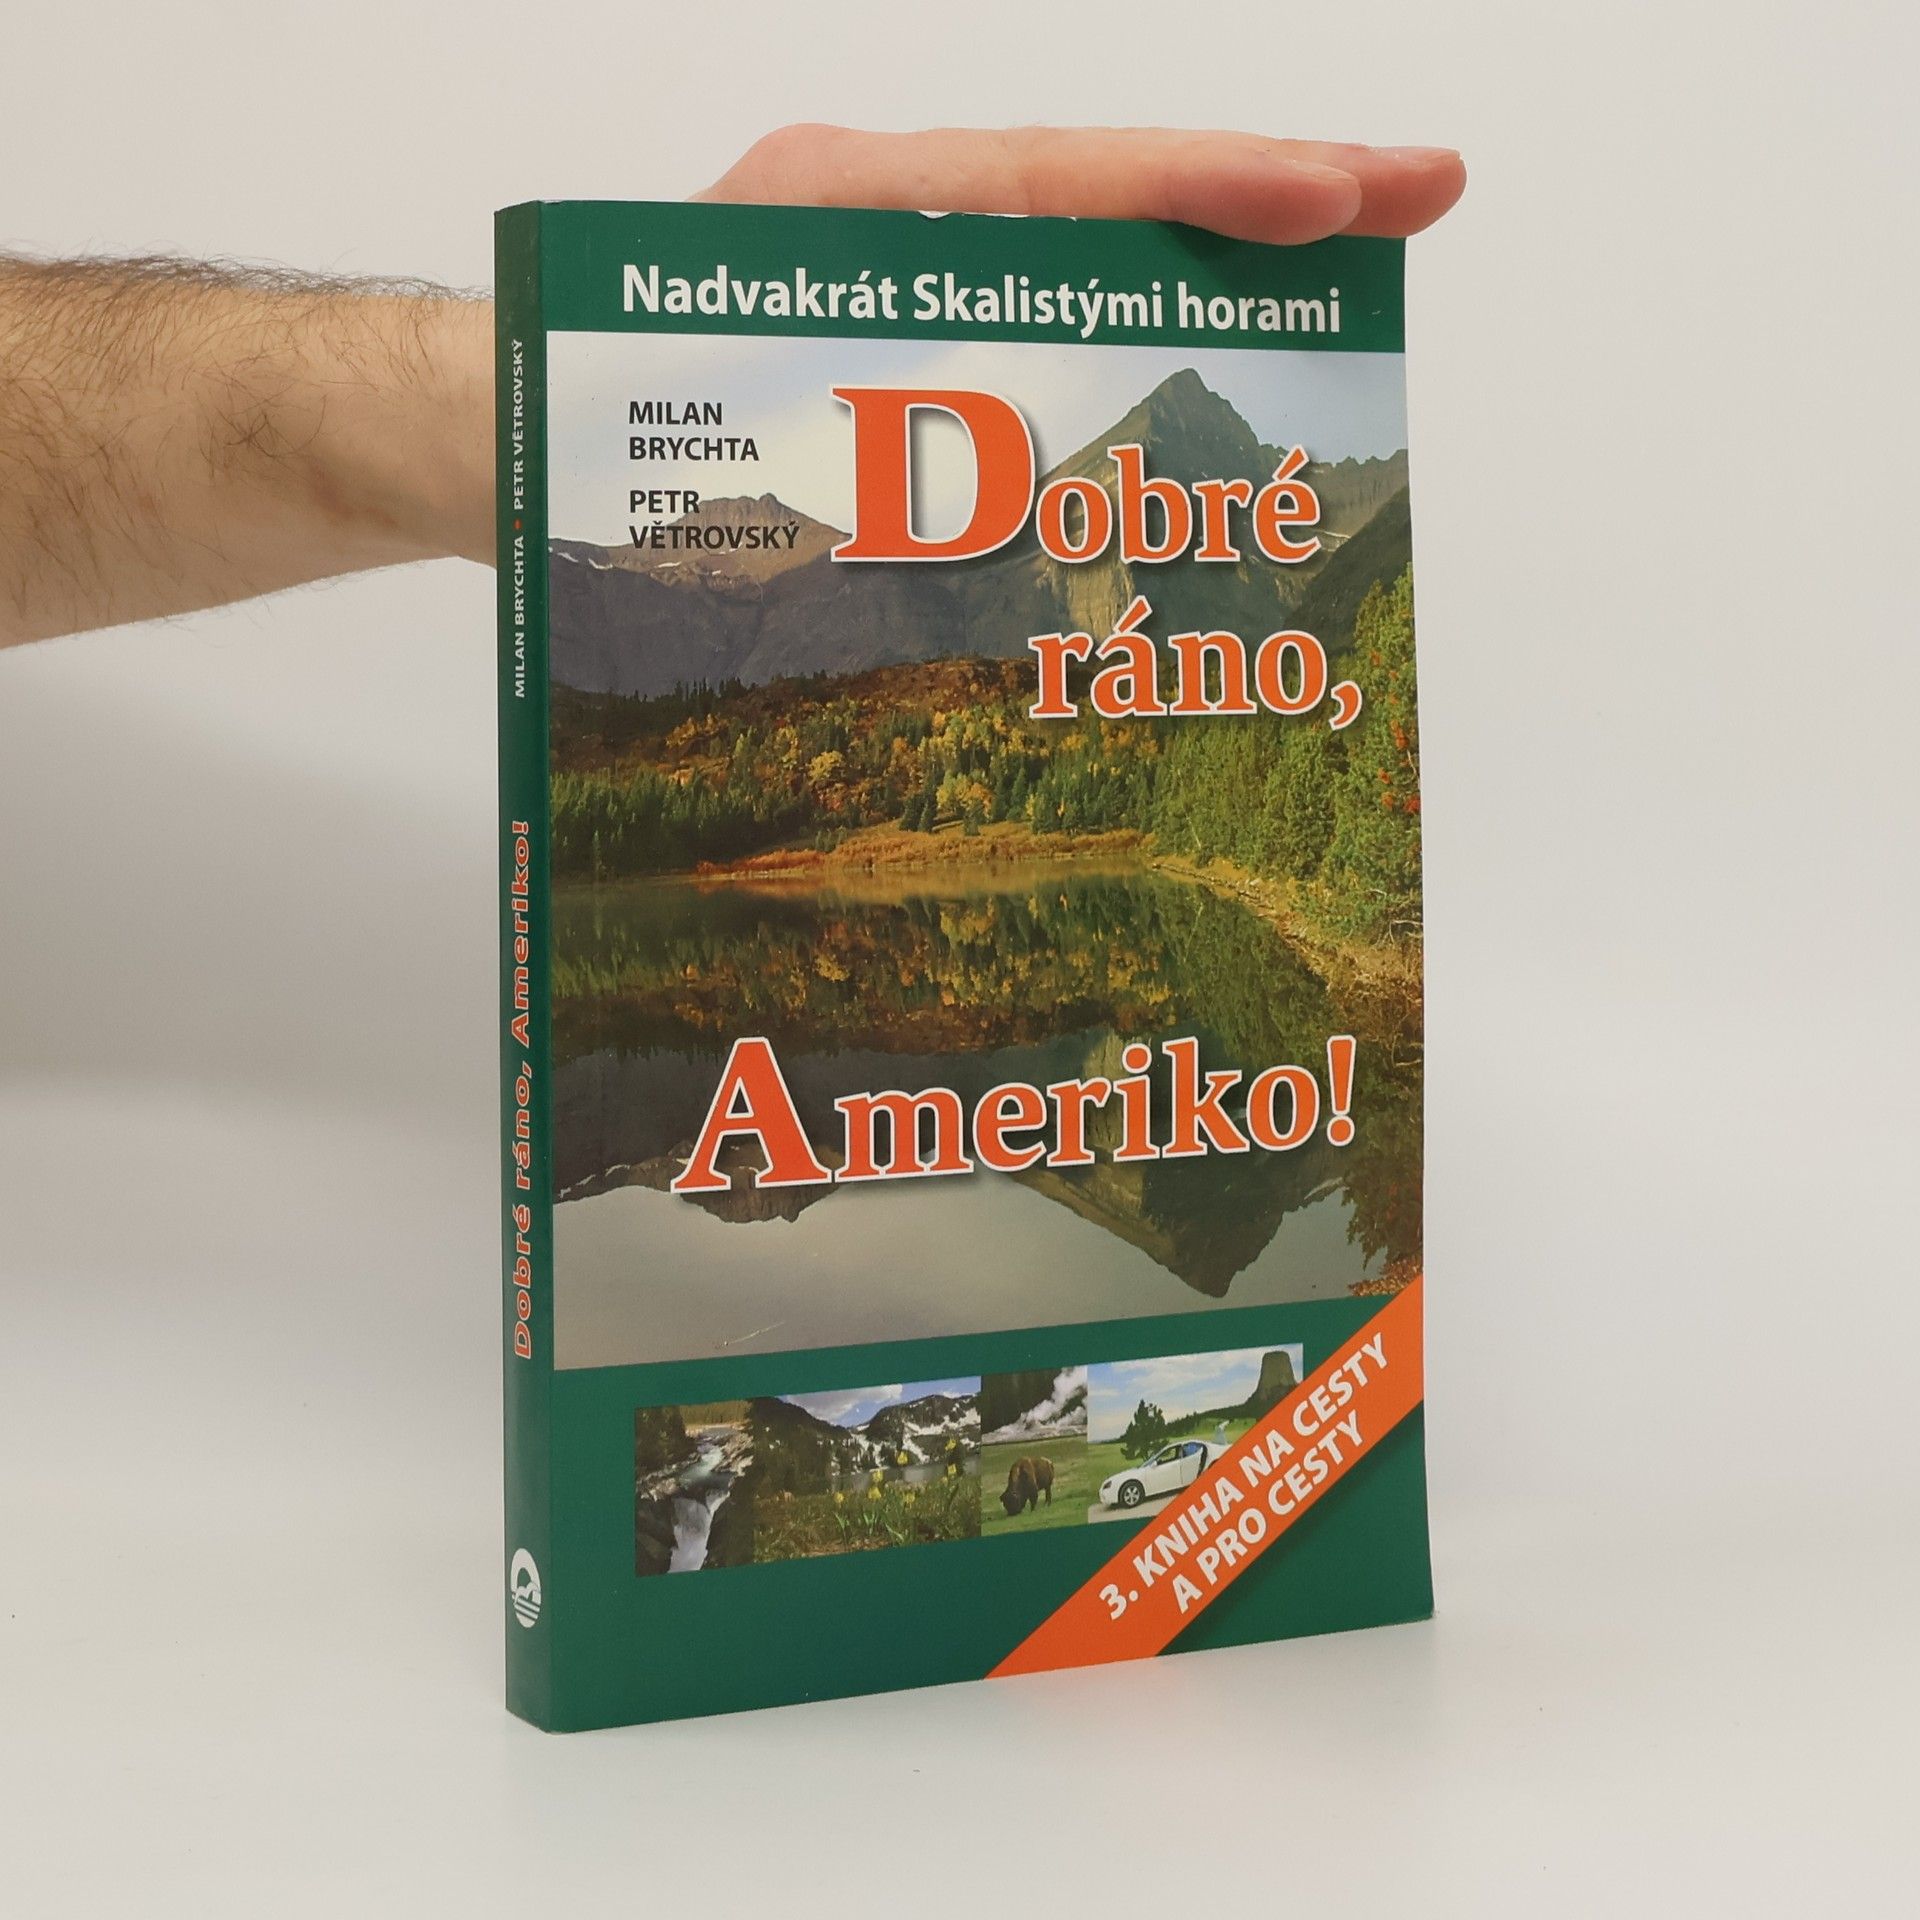 Nadvakrát Skalistými horami
MILAN
BRYCHTA
PETR
VĚTROVSKÝ
Dobré
ráno,
Ameriko!
3. KNIHA NA CESTY
A PRO CESTY
MILAN BRYCHTA • PETR VĚTROVSKÝ
Dobré ráno, Ameriko!